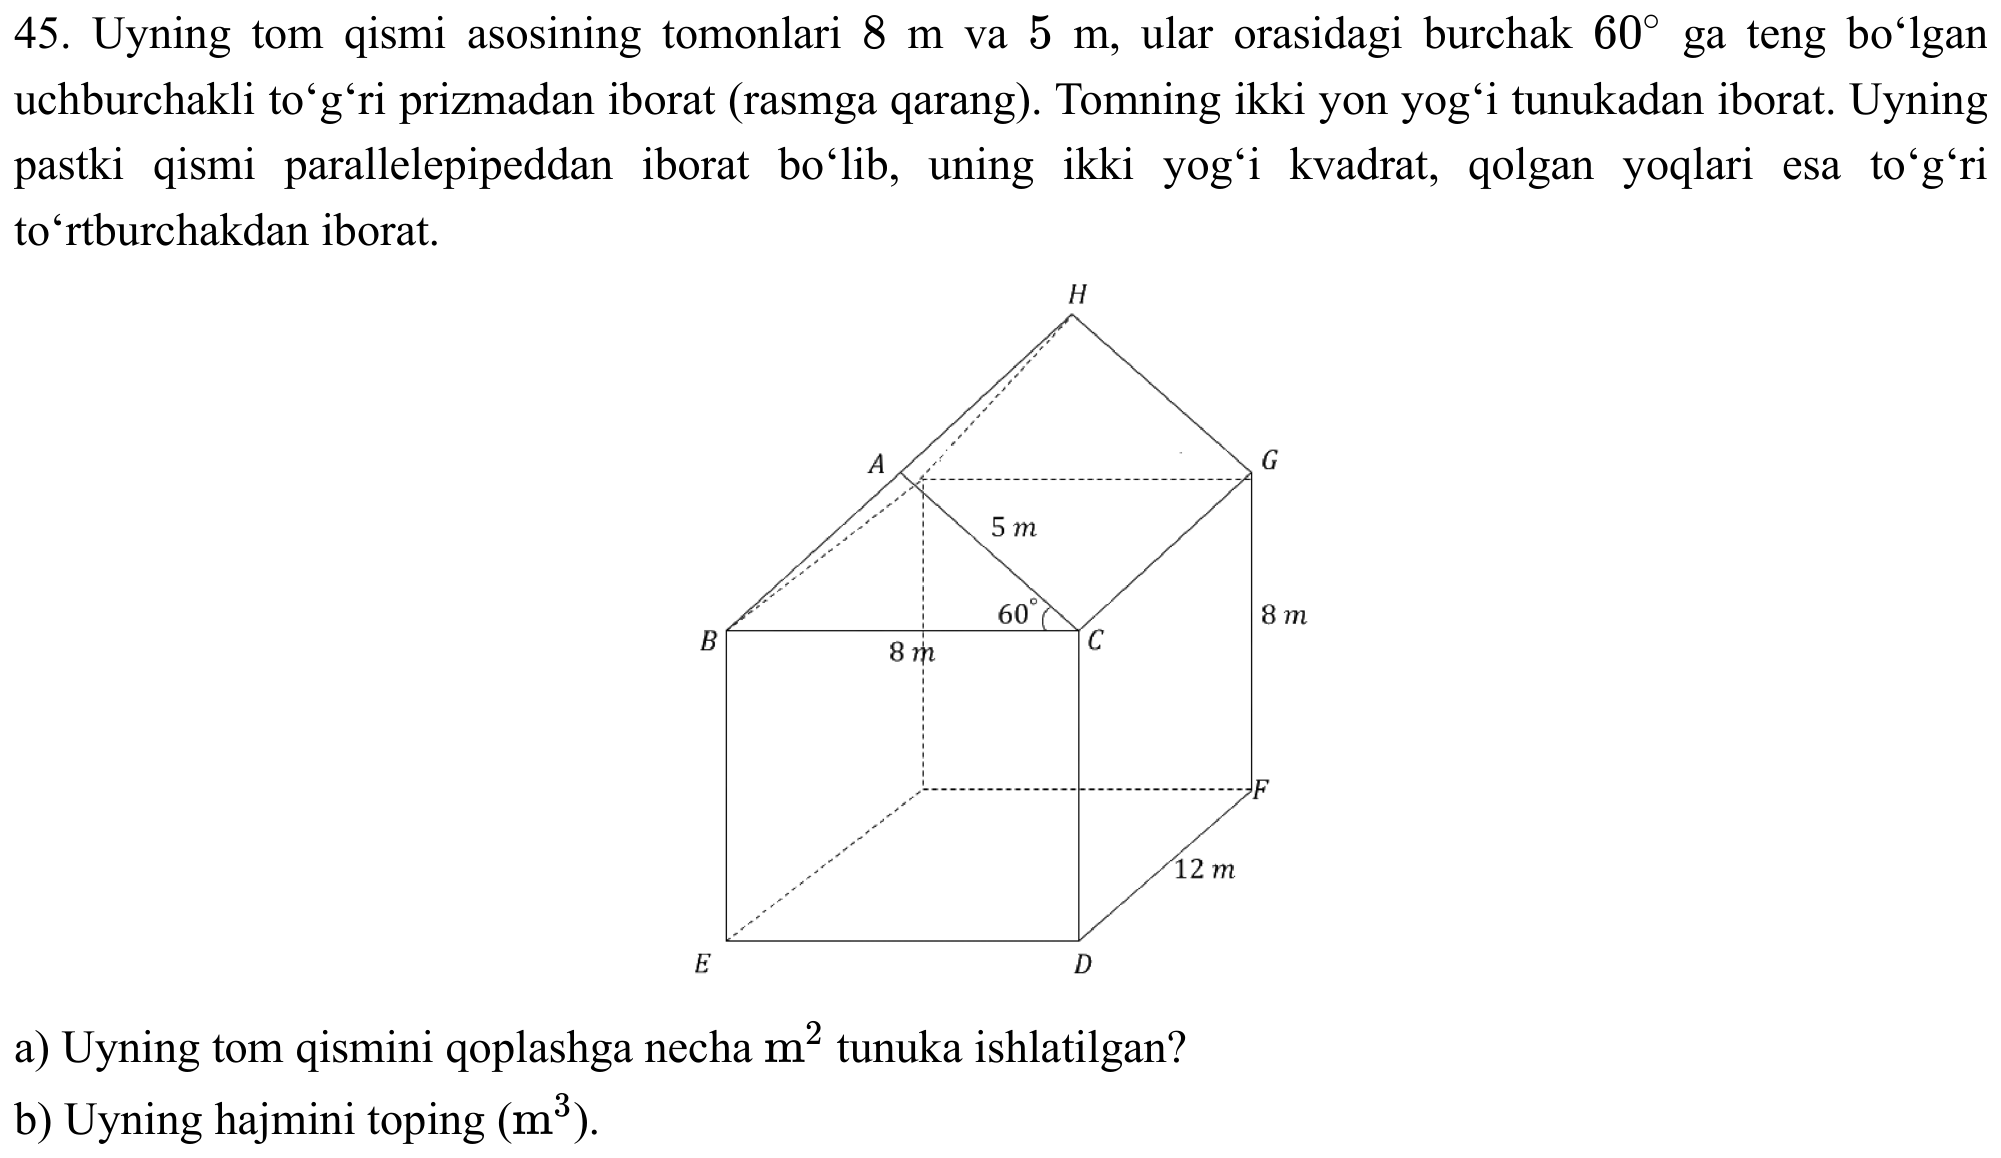 45. Uyning tom qismi asosining tomonlari 8 m va 5 m, ular orasidagi burchak 60° ga teng bo‘lgan
uchburchakli to‘g‘ri prizmadan iborat (rasmga qarang). Tomning ikki yon yog‘i tunukadan iborat. Uyning
pastki qismi parallelepipeddan iborat bo‘lib, uning ikki yog‘i kvadrat, qolgan yoqlari esa to‘g‘ri
to‘rtburchakdan iborat.
H
A
G
5 m
60°
8 m
B
C
8 m
F
12 m
E
D
a) Uyning tom qismini qoplashga necha m² tunuka ishlatilgan?
b) Uyning hajmini toping (m³).